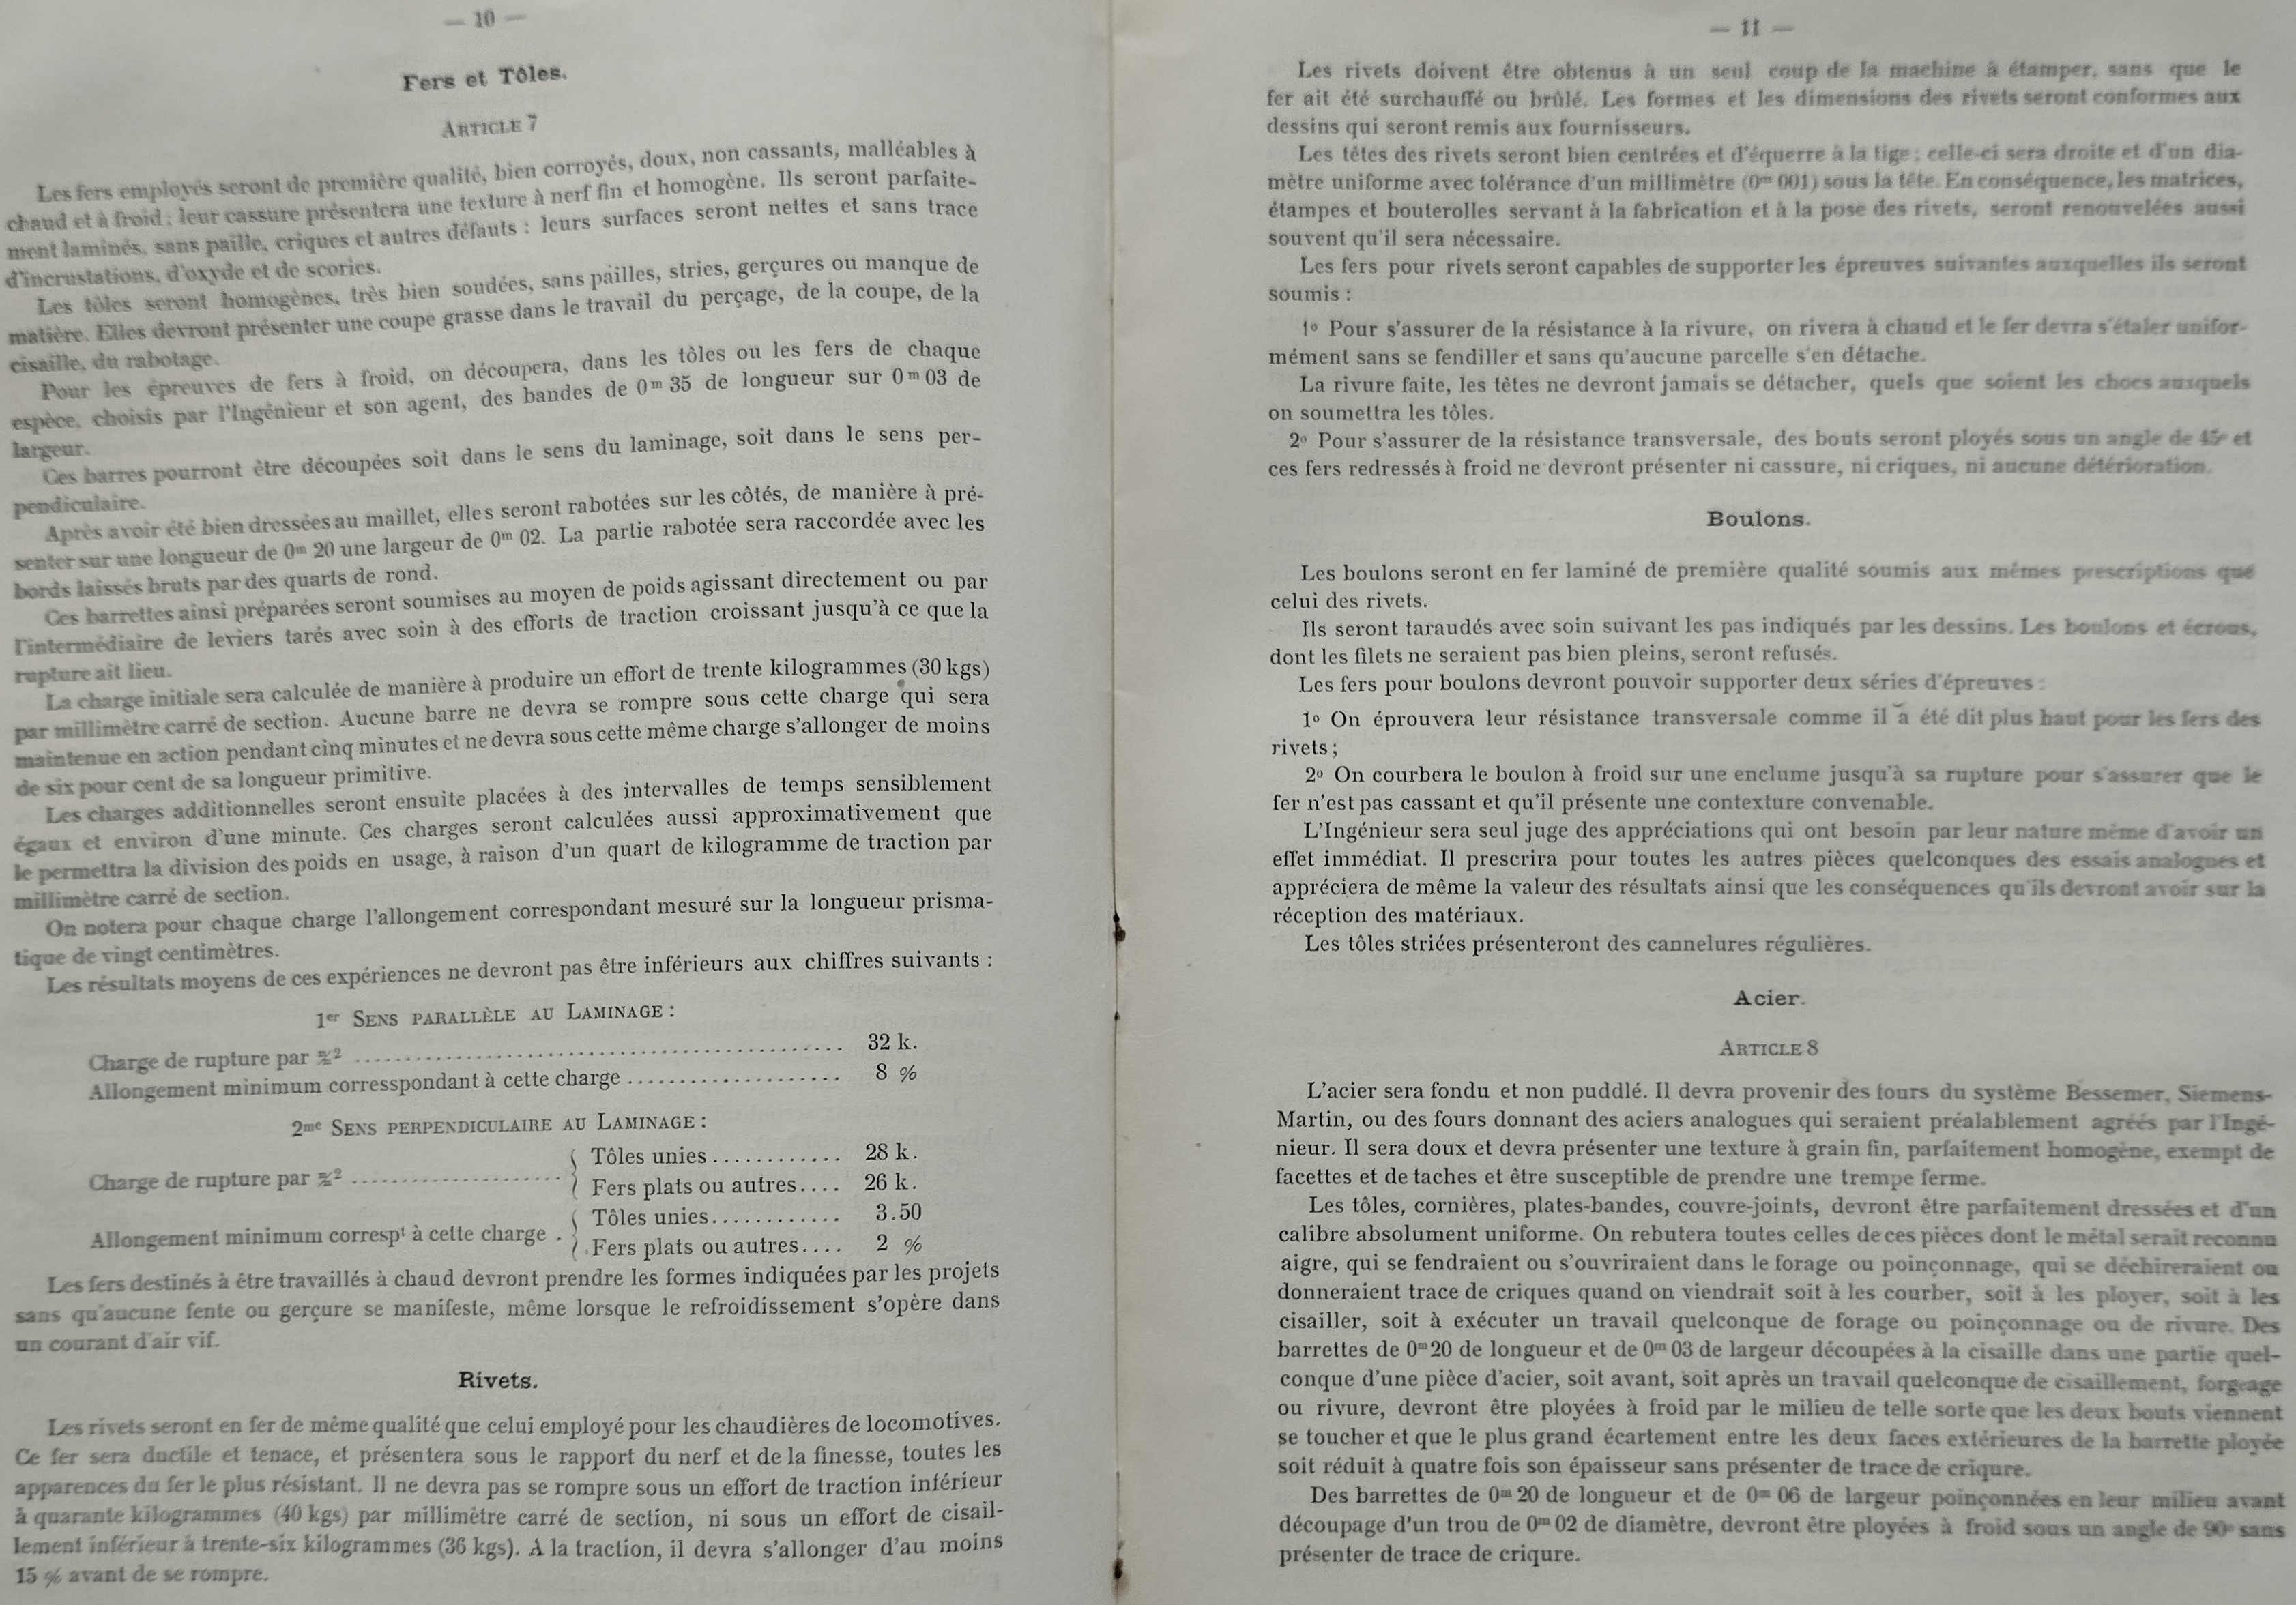 — 10 —
Fers et Tôles.
ARTICLE 7
Les fers employés seront de première qualité, bien corroyés, doux, non cassants, malléables à
chaud et à froid ; leur cassure présentera une texture à nerf fin et homogène. Ils seront parfaite-
ment laminés, sans paille, criques et autres défauts : leurs surfaces seront nettes et sans trace
d'incrustations, d'oxyde et de scories.
Les tôles seront homogènes, très bien soudées, sans pailles, stries, gerçures ou manque de
matière. Elles devront présenter une coupe grasse dans le travail du perçage, de la coupe, de la
cisaille, du rabotage.
Pour les épreuves de fers à froid, on découpera, dans les tôles ou les fers de chaque
espèce, choisis par l'Ingénieur et son agent, des bandes de 0ᵐ 35 de longueur sur 0ᵐ 03 de
largeur.
Ces barres pourront être découpées soit dans le sens du laminage, soit dans le sens per-
pendiculaire.
Après avoir été bien dressées au maillet, elles seront rabotées sur les côtés, de manière à pré-
senter sur une longueur de 0ᵐ 20 une largeur de 0ᵐ 02. La partie rabotée sera raccordée avec les
bords laissés bruts par des quarts de rond.
Ces barrettes ainsi préparées seront soumises au moyen de poids agissant directement ou par
l'intermédiaire de leviers tarés avec soin à des efforts de traction croissant jusqu'à ce que la
rupture ait lieu.
La charge initiale sera calculée de manière à produire un effort de trente kilogrammes (30 kgs)
par millimètre carré de section. Aucune barre ne devra se rompre sous cette charge qui sera
maintenue en action pendant cinq minutes et ne devra sous cette même charge s'allonger de moins
de six pour cent de sa longueur primitive.
Les charges additionnelles seront ensuite placées à des intervalles de temps sensiblement
égaux et environ d'une minute. Ces charges seront calculées aussi approximativement que
le permettra la division des poids en usage, à raison d'un quart de kilogramme de traction par
millimètre carré de section.
On notera pour chaque charge l'allongement correspondant mesuré sur la longueur prisma-
tique de vingt centimètres.
Les résultats moyens de ces expériences ne devront pas être inférieurs aux chiffres suivants :
1ᵉʳ SENS PARALLÈLE AU LAMINAGE :
Charge de rupture par m/m² .......... 32 k.
Allongement minimum corresspondant à cette charge .......... 8 %
2ᵐᵉ SENS PERPENDICULAIRE AU LAMINAGE :
Charge de rupture par m/m² .......... { Tôles unies .......... 28 k.
Fers plats ou autres.... 26 k.
Allongement minimum correspᵗ à cette charge . { Tôles unies .......... 3.50
Fers plats ou autres.... 2 %
Les fers destinés à être travaillés à chaud devront prendre les formes indiquées par les projets
sans qu'aucune fente ou gerçure se manifeste, même lorsque le refroidissement s'opère dans
un courant d'air vif.
Rivets.
Les rivets seront en fer de même qualité que celui employé pour les chaudières de locomotives.
Ce fer sera ductile et tenace, et présentera sous le rapport du nerf et de la finesse, toutes les
apparences du fer le plus résistant. Il ne devra pas se rompre sous un effort de traction inférieur
à quarante kilogrammes (40 kgs) par millimètre carré de section, ni sous un effort de cisail-
lement inférieur à trente-six kilogrammes (36 kgs). A la traction, il devra s'allonger d'au moins
15 % avant de se rompre.
— 11 —
Les rivets doivent être obtenus à un seul coup de la machine à étamper, sans que le
fer ait été surchauffé ou brûlé. Les formes et les dimensions des rivets seront conformes aux
dessins qui seront remis aux fournisseurs.
Les têtes des rivets seront bien centrées et d'équerre à la tige ; celle-ci sera droite et d'un dia-
mètre uniforme avec tolérance d'un millimètre (0ᵐ 001) sous la tête. En conséquence, les matrices,
étampes et bouterolles servant à la fabrication et à la pose des rivets, seront renouvelées aussi
souvent qu'il sera nécessaire.
Les fers pour rivets seront capables de supporter les épreuves suivantes auxquelles ils seront
soumis :
1º Pour s'assurer de la résistance à la rivure, on rivera à chaud et le fer devra s'étaler unifor-
mément sans se fendiller et sans qu'aucune parcelle s'en détache.
La rivure faite, les têtes ne devront jamais se détacher, quels que soient les chocs auxquels
on soumettra les tôles.
2º Pour s'assurer de la résistance transversale, des bouts seront ployés sous un angle de 45º et
ces fers redressés à froid ne devront présenter ni cassure, ni criques, ni aucune détérioration.
Boulons.
Les boulons seront en fer laminé de première qualité soumis aux mêmes prescriptions que
celui des rivets.
Ils seront taraudés avec soin suivant les pas indiqués par les dessins. Les boulons et écrous,
dont les filets ne seraient pas bien pleins, seront refusés.
Les fers pour boulons devront pouvoir supporter deux séries d'épreuves :
1º On éprouvera leur résistance transversale comme il a été dit plus haut pour les fers des
rivets ;
2º On courbera le boulon à froid sur une enclume jusqu'à sa rupture pour s'assurer que le
fer n'est pas cassant et qu'il présente une contexture convenable.
L'Ingénieur sera seul juge des appréciations qui ont besoin par leur nature même d'avoir un
effet immédiat. Il prescrira pour toutes les autres pièces quelconques des essais analogues et
appréciera de même la valeur des résultats ainsi que les conséquences qu'ils devront avoir sur la
réception des matériaux.
Les tôles striées présenteront des cannelures régulières.
Acier.
ARTICLE 8
L'acier sera fondu et non puddlé. Il devra provenir des fours du système Bessemer, Siemens-
Martin, ou des fours donnant des aciers analogues qui seraient préalablement agréés par l'Ingé-
nieur. Il sera doux et devra présenter une texture à grain fin, parfaitement homogène, exempt de
facettes et de taches et être susceptible de prendre une trempe ferme.
Les tôles, cornières, plates-bandes, couvre-joints, devront être parfaitement dressées et d'un
calibre absolument uniforme. On rebutera toutes celles de ces pièces dont le métal serait reconnu
aigre, qui se fendraient ou s'ouvriraient dans le forage ou poinçonnage, qui se déchireraient ou
donneraient trace de criques quand on viendrait soit à les courber, soit à les ployer, soit à les
cisailler, soit à exécuter un travail quelconque de forage ou poinçonnage ou de rivure. Des
barrettes de 0ᵐ 20 de longueur et de 0ᵐ 03 de largeur découpées à la cisaille dans une partie quel-
conque d'une pièce d'acier, soit avant, soit après un travail quelconque de cisaillement, forgeage
ou rivure, devront être ployées à froid par le milieu de telle sorte que les deux bouts viennent
se toucher et que le plus grand écartement entre les deux faces extérieures de la barrette ployée
soit réduit à quatre fois son épaisseur sans présenter de trace de criqure.
Des barrettes de 0ᵐ 20 de longueur et de 0ᵐ 06 de largeur poinçonnées en leur milieu avant
découpage d'un trou de 0ᵐ 02 de diamètre, devront être ployées à froid sous un angle de 90º sans
présenter de trace de criqure.